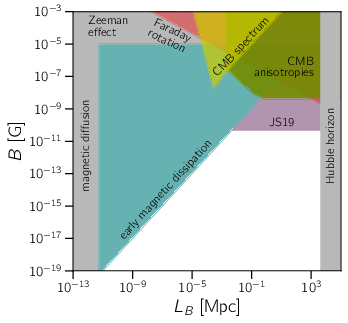 10⁻³
10⁻⁵
10⁻⁷
10⁻⁹
10⁻¹¹
10⁻¹³
10⁻¹⁵
10⁻¹⁷
10⁻¹⁹
B [G]
Zeeman
effect
Faraday
rotation
CMB spectrum
CMB
anisotropies
JS19
magnetic diffusion
early magnetic dissipation
Hubble horizon
10⁻¹³
10⁻⁹
10⁻⁵
10⁻¹
10³
L_B [Mpc]